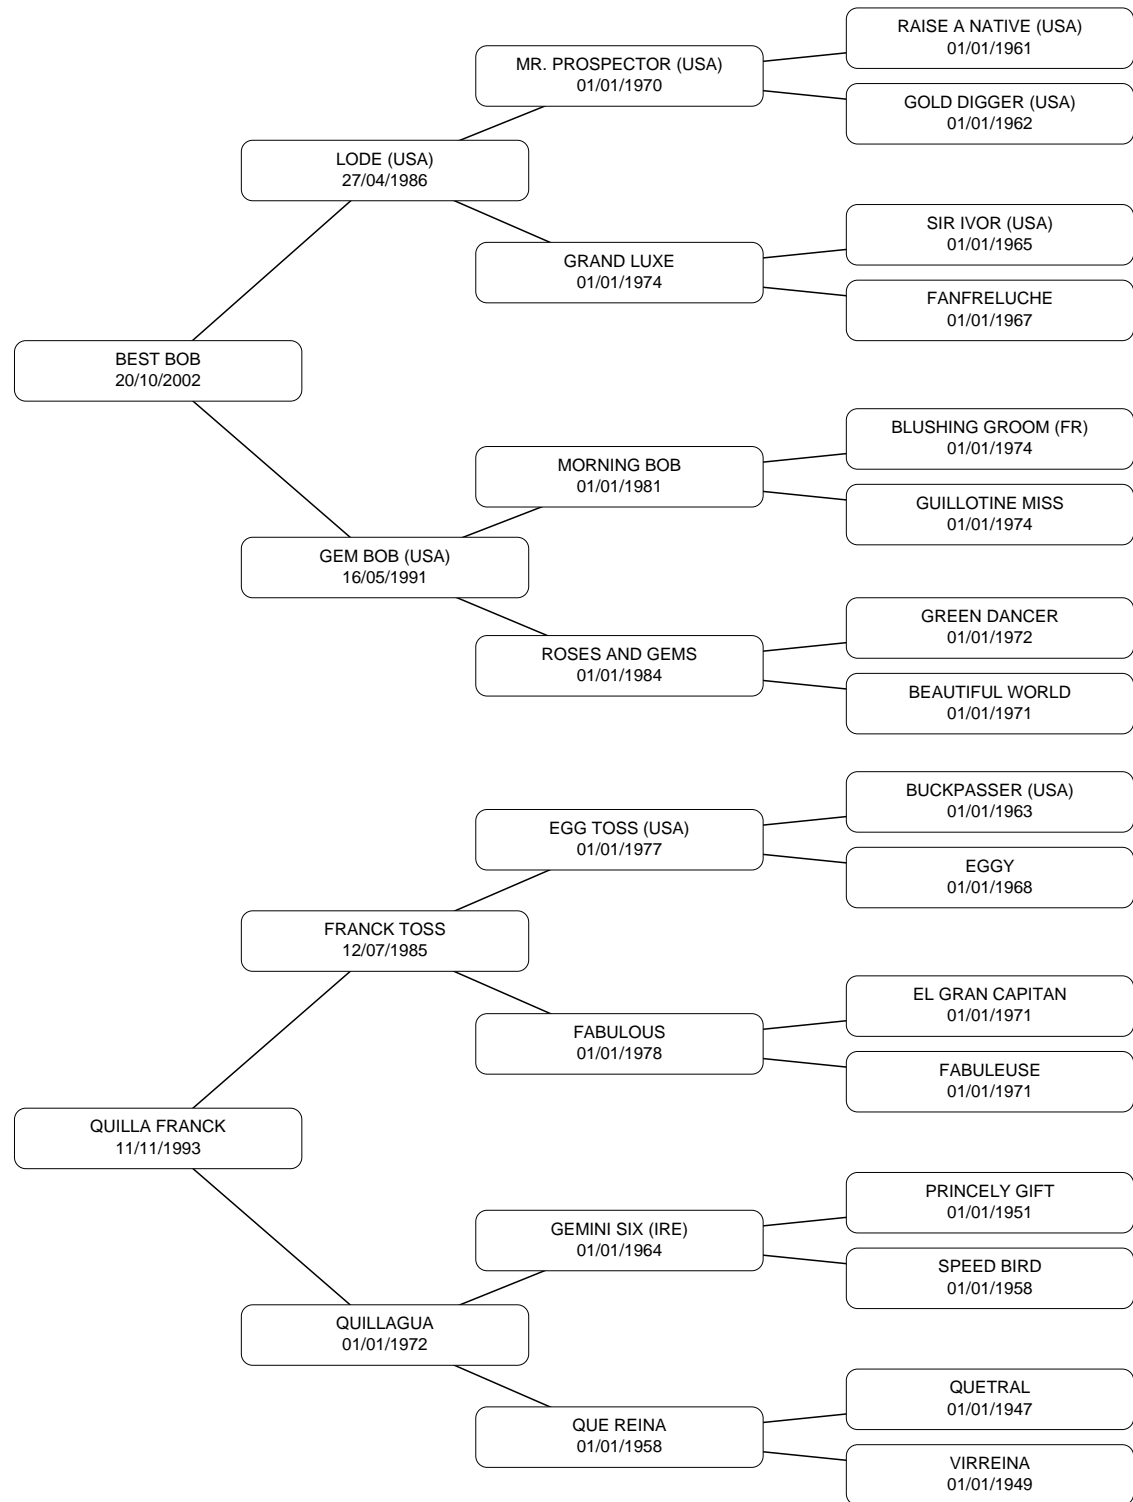 RAISE A NATIVE (USA)
01/01/1961
MR. PROSPECTOR (USA)
01/01/1970
GOLD DIGGER (USA)
01/01/1962
LODE (USA)
27/04/1986
SIR IVOR (USA)
01/01/1965
GRAND LUXE
01/01/1974
FANFRELUCHE
01/01/1967
BEST BOB
20/10/2002
BLUSHING GROOM (FR)
01/01/1974
MORNING BOB
01/01/1981
GUILLOTINE MISS
01/01/1974
GEM BOB (USA)
16/05/1991
GREEN DANCER
01/01/1972
ROSES AND GEMS
01/01/1984
BEAUTIFUL WORLD
01/01/1971
BUCKPASSER (USA)
01/01/1963
EGG TOSS (USA)
01/01/1977
EGGY
01/01/1968
FRANCK TOSS
12/07/1985
EL GRAN CAPITAN
01/01/1971
FABULOUS
01/01/1978
FABULEUSE
01/01/1971
QUILLA FRANCK
11/11/1993
PRINCELY GIFT
01/01/1951
GEMINI SIX (IRE)
01/01/1964
SPEED BIRD
01/01/1958
QUILLAGUA
01/01/1972
QUETRAL
01/01/1947
QUE REINA
01/01/1958
VIRREINA
01/01/1949